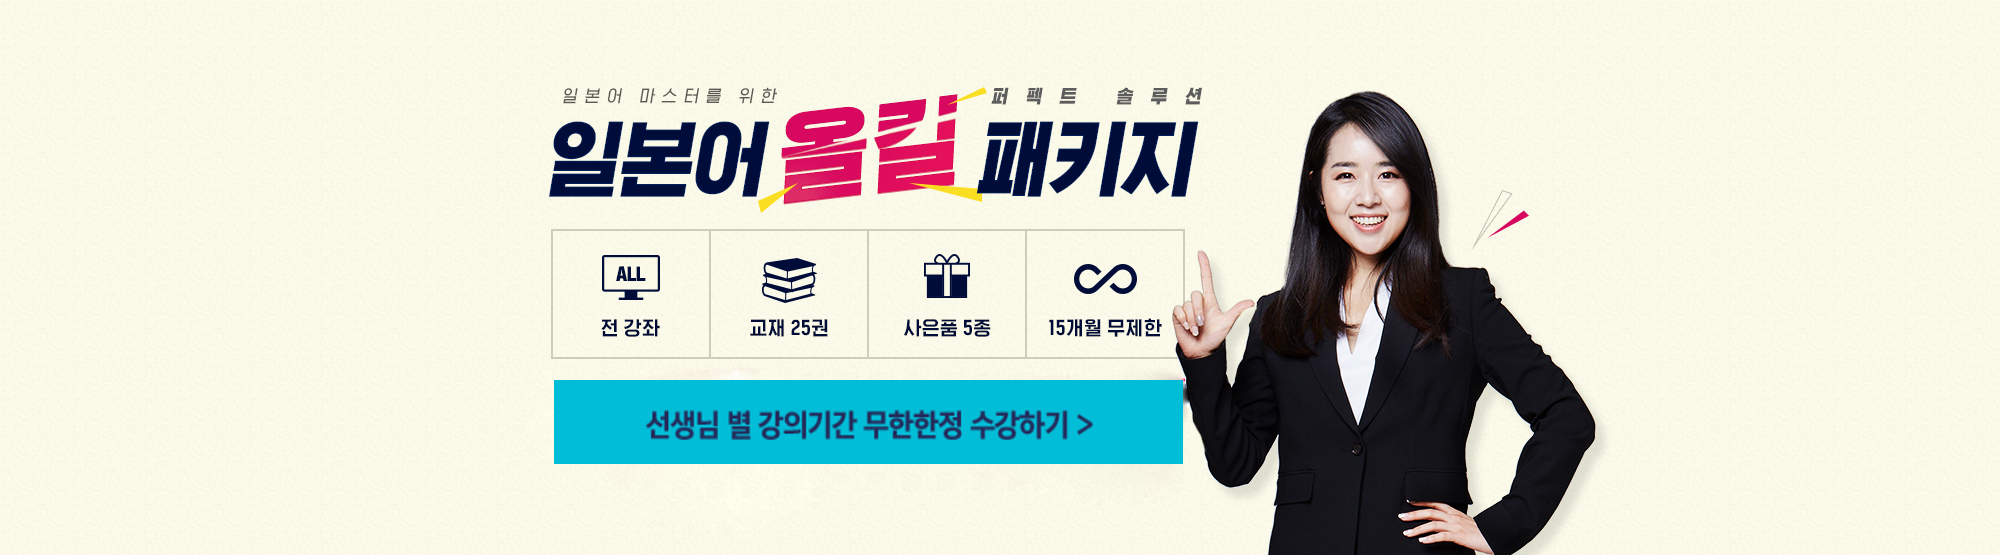 일본어 마스터를 위한 퍼펙트 솔루션
일본어 올킬 패키지
ALL
전 강좌
교재 25권
사은품 5종
15개월 무제한
선생님 별 강의기간 무한한정 수강하기 >